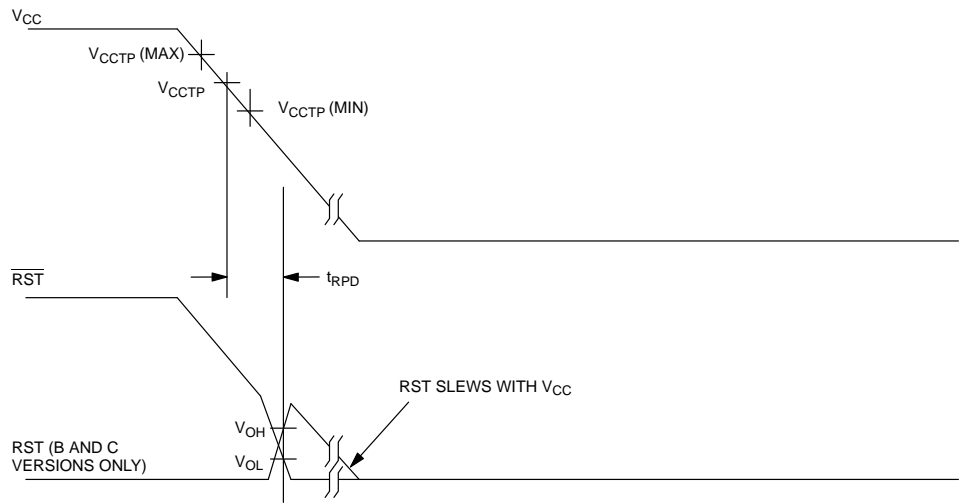 VCC
VCCTP (MAX)
VCCTP
VCCTP (MIN)
tRPD
RST
RST SLEWS WITH VCC
VOH
RST (B AND C
VERSIONS ONLY)
VOL